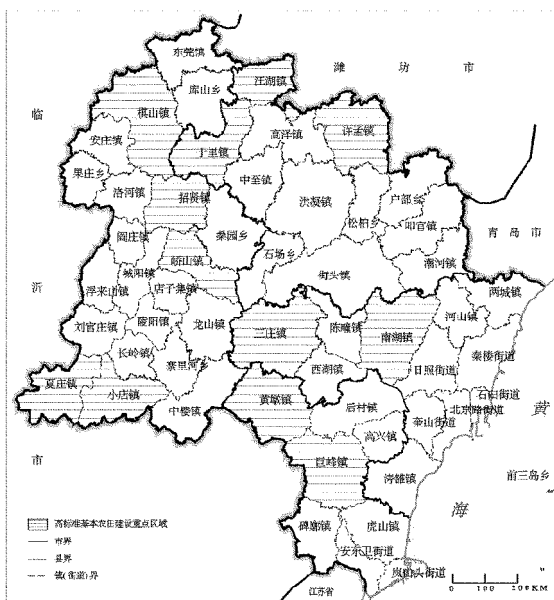 东莞镇
潍坊市
库山乡
汪湖镇
棋山镇
临
高泽镇
许孟镇
安庄镇
于里镇
果庄乡
中至镇
户部乡
洛河镇
招贤镇
洪凝镇
松柏乡
叩官镇
阎庄镇
桑园乡
青岛市
峤山镇
石场乡
潮河镇
城阳镇
街头镇
沂
浮来山镇
店子集镇
两城镇
河山镇
刘官庄镇
陵阳镇
龙山镇
三庄镇
陈疃镇
南湖镇
秦楼街道
长岭镇
西湖镇
日照街道
寨里河乡
夏庄镇
小店镇
黄墩镇
石臼街道
中楼镇
后村镇
北京路街道
黄
奎山街道
高兴镇
市
巨峰镇
涛雒镇
前三岛乡
海
碑廓镇
虎山镇
高标准基本农田建设重点区域
市界
安东卫街道
县界
镇(街道)界
岚山头街道
江苏省
0 100 200KM